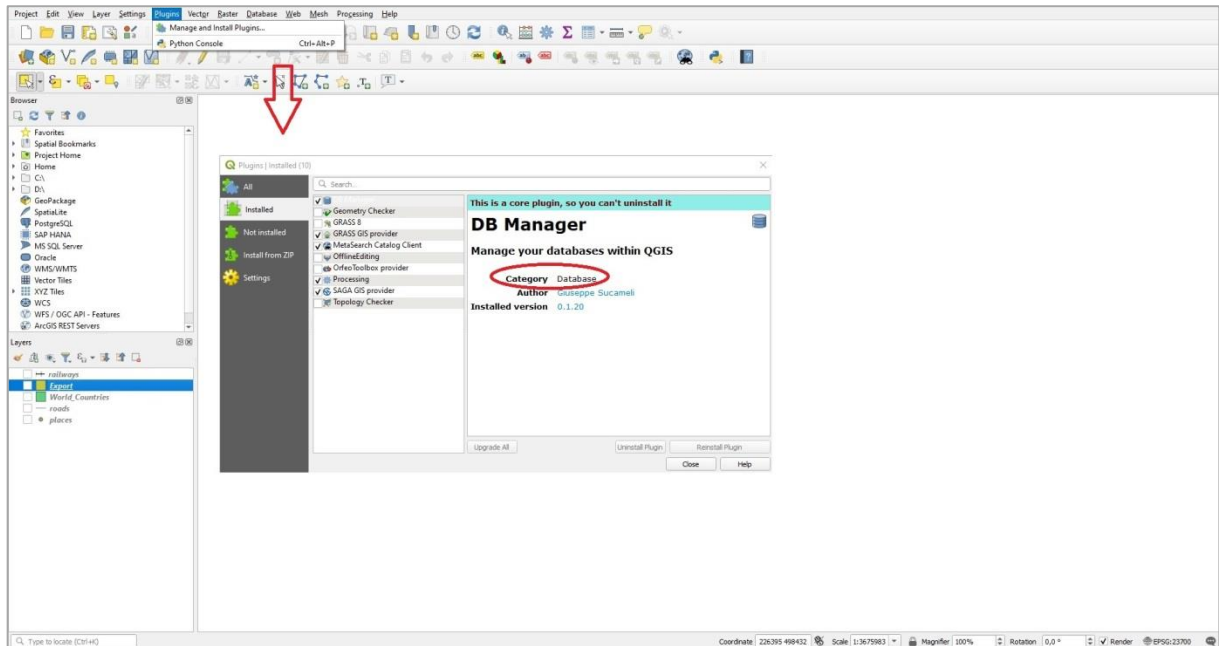 Project Edit View Layer Settings Plugins Vector Raster Database Web Mesh Processing Help
Manage and Install Plugins...
Python Console Ctrl+Alt+P
Browser
Favorites
Spatial Bookmarks
Project Home
Home
C:\
D:\
GeoPackage
SpatiaLite
PostgreSQL
SAP HANA
MS SQL Server
Oracle
WMS/WMTS
Vector Tiles
XYZ Tiles
WCS
WFS / OGC API - Features
ArcGIS REST Servers
Layers
railways
Export
World_Countries
roads
places
Plugins | Installed (10)
All
Installed
Not installed
Install from ZIP
Settings
Search...
Geometry Checker
GRASS 8
GRASS GIS provider
MetaSearch Catalog Client
OfflineEditing
OrfeoToolbox provider
Processing
SAGA GIS provider
Topology Checker
This is a core plugin, so you can't uninstall it
DB Manager
Manage your databases within QGIS
Category Database
Author Giuseppe Sucameli
Installed version 0.1.20
Upgrade All
Uninstall Plugin
Reinstall Plugin
Close
Help
Type to locate (Ctrl+K)
Coordinate 226395 498432 Scale 1:3675983 Magnifier 100% Rotation 0,0 ° Render EPSG:23700